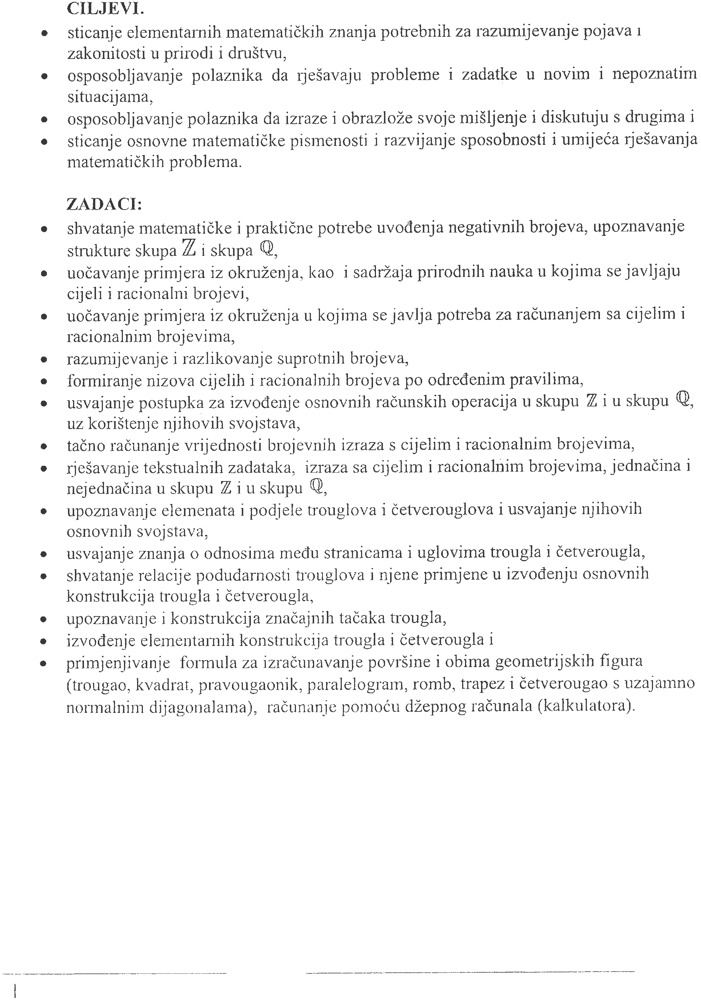 CILJEVI.
• sticanje elementarnih matematičkih znanja potrebnih za razumijevanje pojava i
zakonitosti u prirodi i društvu,
• osposobljavanje polaznika da rješavaju probleme i zadatke u novim i nepoznatim
situacijama,
• osposobljavanje polaznika da izraze i obrazlože svoje mišljenje i diskutuju s drugima i
• sticanje osnovne matematičke pismenosti i razvijanje sposobnosti i umijeća rješavanja
matematičkih problema.
ZADACI:
• shvatanje matematičke i praktične potrebe uvođenja negativnih brojeva, upoznavanje
strukture skupa ℤ i skupa ℚ,
• uočavanje primjera iz okruženja, kao i sadržaja prirodnih nauka u kojima se javljaju
cijeli i racionalni brojevi,
• uočavanje primjera iz okruženja u kojima se javlja potreba za računanjem sa cijelim i
racionalnim brojevima,
• razumijevanje i razlikovanje suprotnih brojeva,
• formiranje nizova cijelih i racionalnih brojeva po određenim pravilima,
• usvajanje postupka za izvođenje osnovnih računskih operacija u skupu ℤ i u skupu ℚ,
uz korištenje njihovih svojstava,
• tačno računanje vrijednosti brojevnih izraza s cijelim i racionalnim brojevima,
• rješavanje tekstualnih zadataka, izraza sa cijelim i racionalnim brojevima, jednačina i
nejednačina u skupu ℤ i u skupu ℚ,
• upoznavanje elemenata i podjele trouglova i četverouglova i usvajanje njihovih
osnovnih svojstava,
• usvajanje znanja o odnosima među stranicama i uglovima trougla i četverougla,
• shvatanje relacije podudarnosti trouglova i njene primjene u izvođenju osnovnih
konstrukcija trougla i četverougla,
• upoznavanje i konstrukcija značajnih tačaka trougla,
• izvođenje elementarnih konstrukcija trougla i četverougla i
• primjenjivanje formula za izračunavanje površine i obima geometrijskih figura
(trougao, kvadrat, pravougaonik, paralelogram, romb, trapez i četverougao s uzajamno
normalnim dijagonalama), računanje pomoću džepnog računala (kalkulatora).